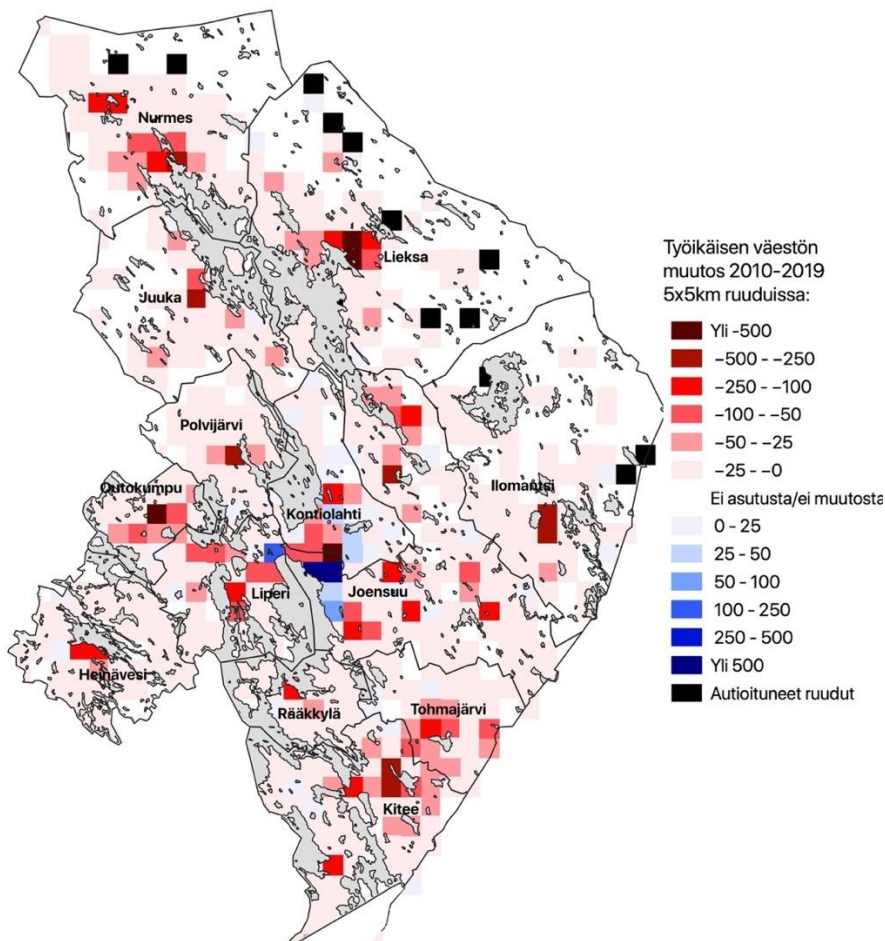 Nurmes
Lieksa
Juuka
Polvijärvi
Outokumpu
Ilomantsi
Kontiolahti
Liperi
Joensuu
Heinävesi
Rääkkylä
Tohmajärvi
Kitee
Työikäisen väestön
muutos 2010-2019
5x5km ruuduissa:
Yli -500
-500 - -250
-250 - -100
-100 - -50
-50 - -25
-25 - -0
Ei asutusta/ei muutosta
0 - 25
25 - 50
50 - 100
100 - 250
250 - 500
Yli 500
Autioituneet ruudut